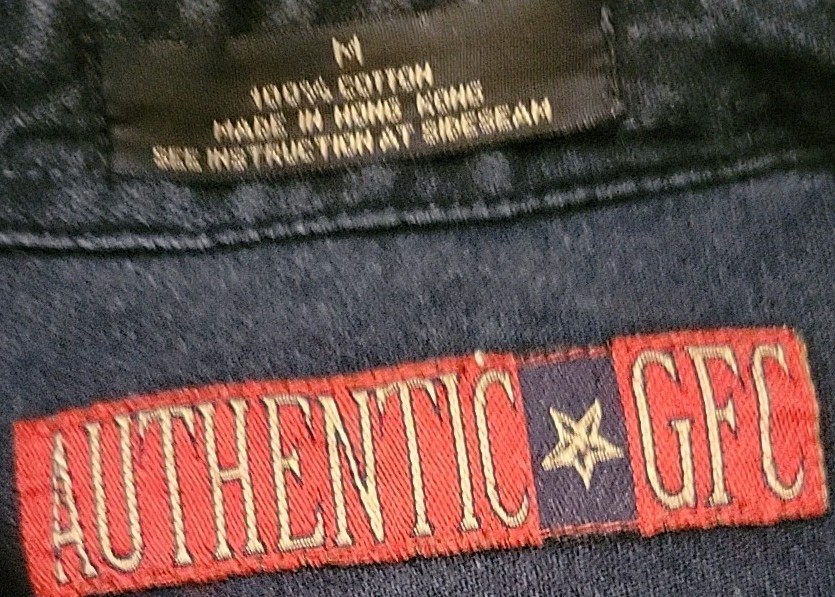 M
100% COTTON
MADE IN HONG KONG
SEE INSTRUCTION AT SIDESEAM
AUTHENTIC GFC